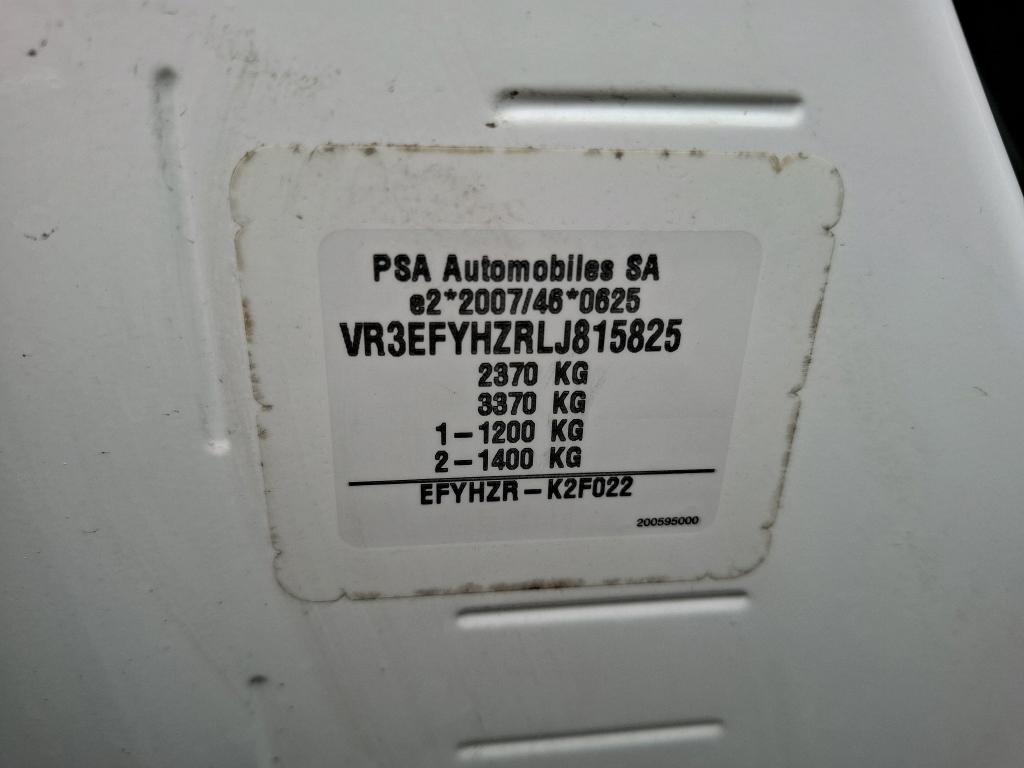 PSA Automobiles SA
e2*2007/46*0625
VR3EFYHZRLJ815825
2370 KG
3370 KG
1-1200 KG
2-1400 KG
EFYHZR-K2F022
200595000